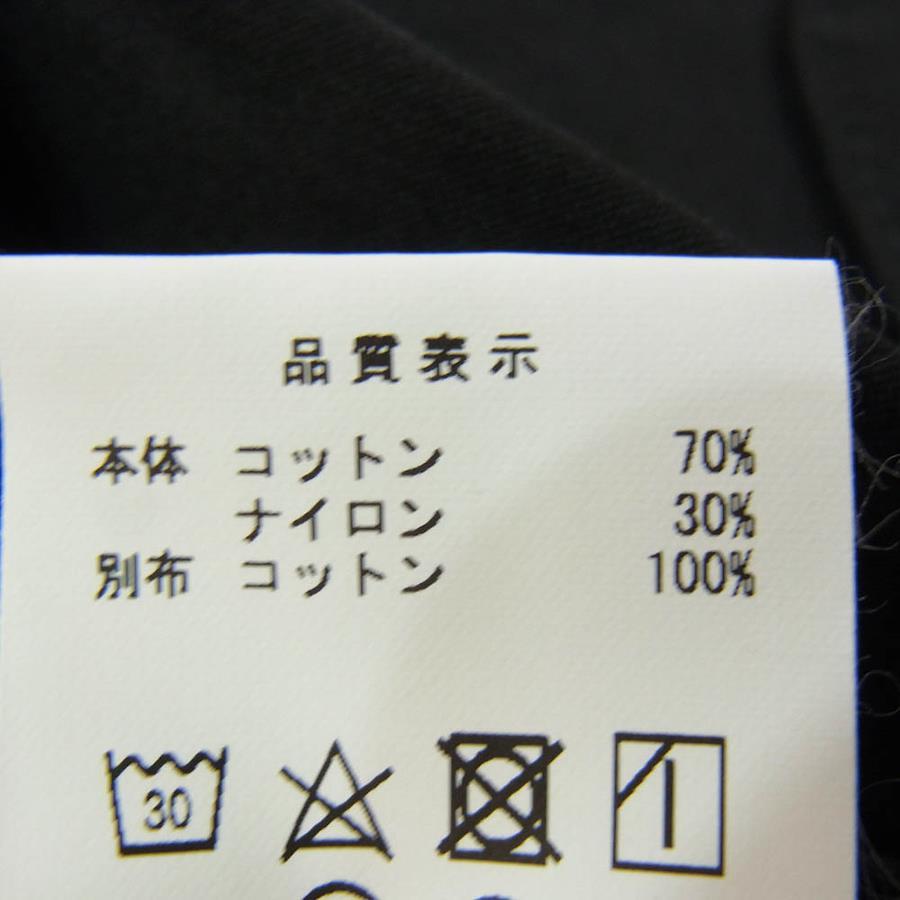 品質表示
本体 コットン 70%
ナイロン 30%
別布 コットン 100%
30